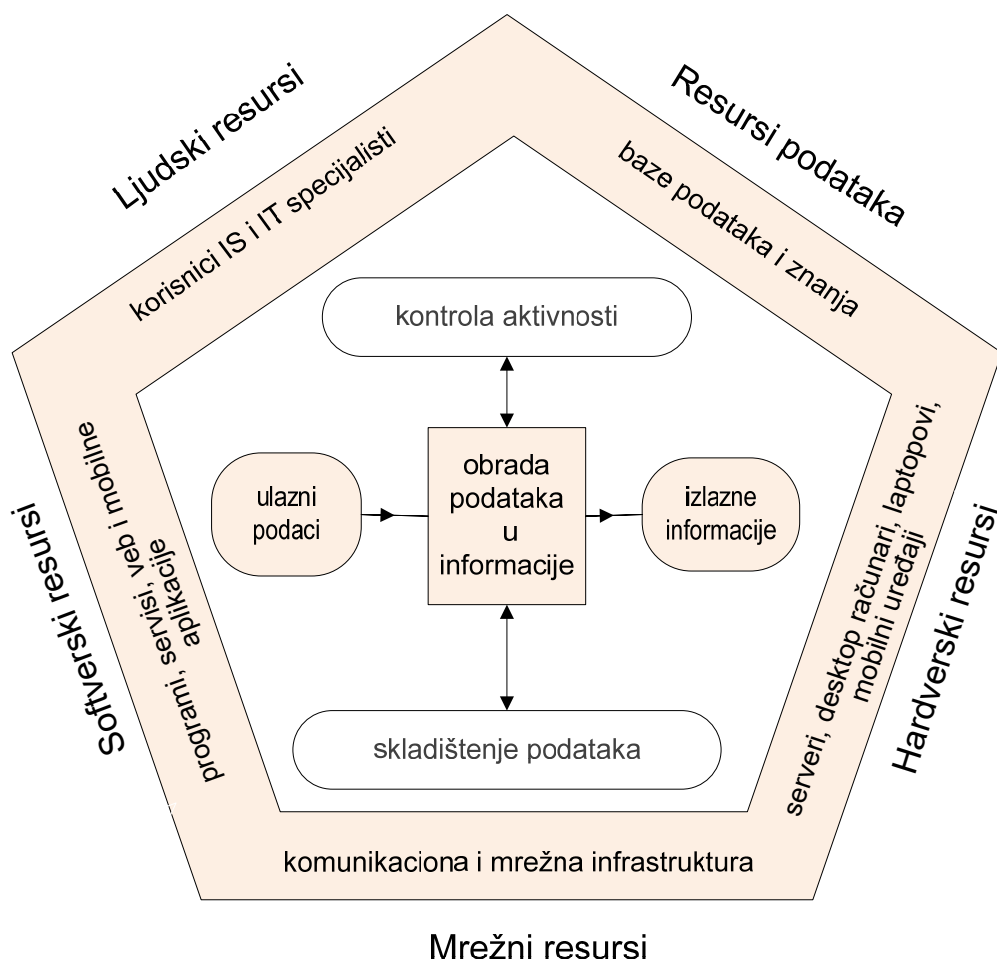 Ljudski resursi
Resursi podataka
korisnici IS i IT specijalisti
baze podataka i znanja
kontrola aktivnosti
ulazni
podaci
obrada
podataka
u
informacije
izlazne
informacije
skladištenje podataka
Softverski resursi
programi, servisi, veb i mobilne
aplikacije
serveri, desktop računari, laptopovi,
mobilni uređaji
Hardverski resursi
komunikaciona i mrežna infrastruktura
Mrežni resursi